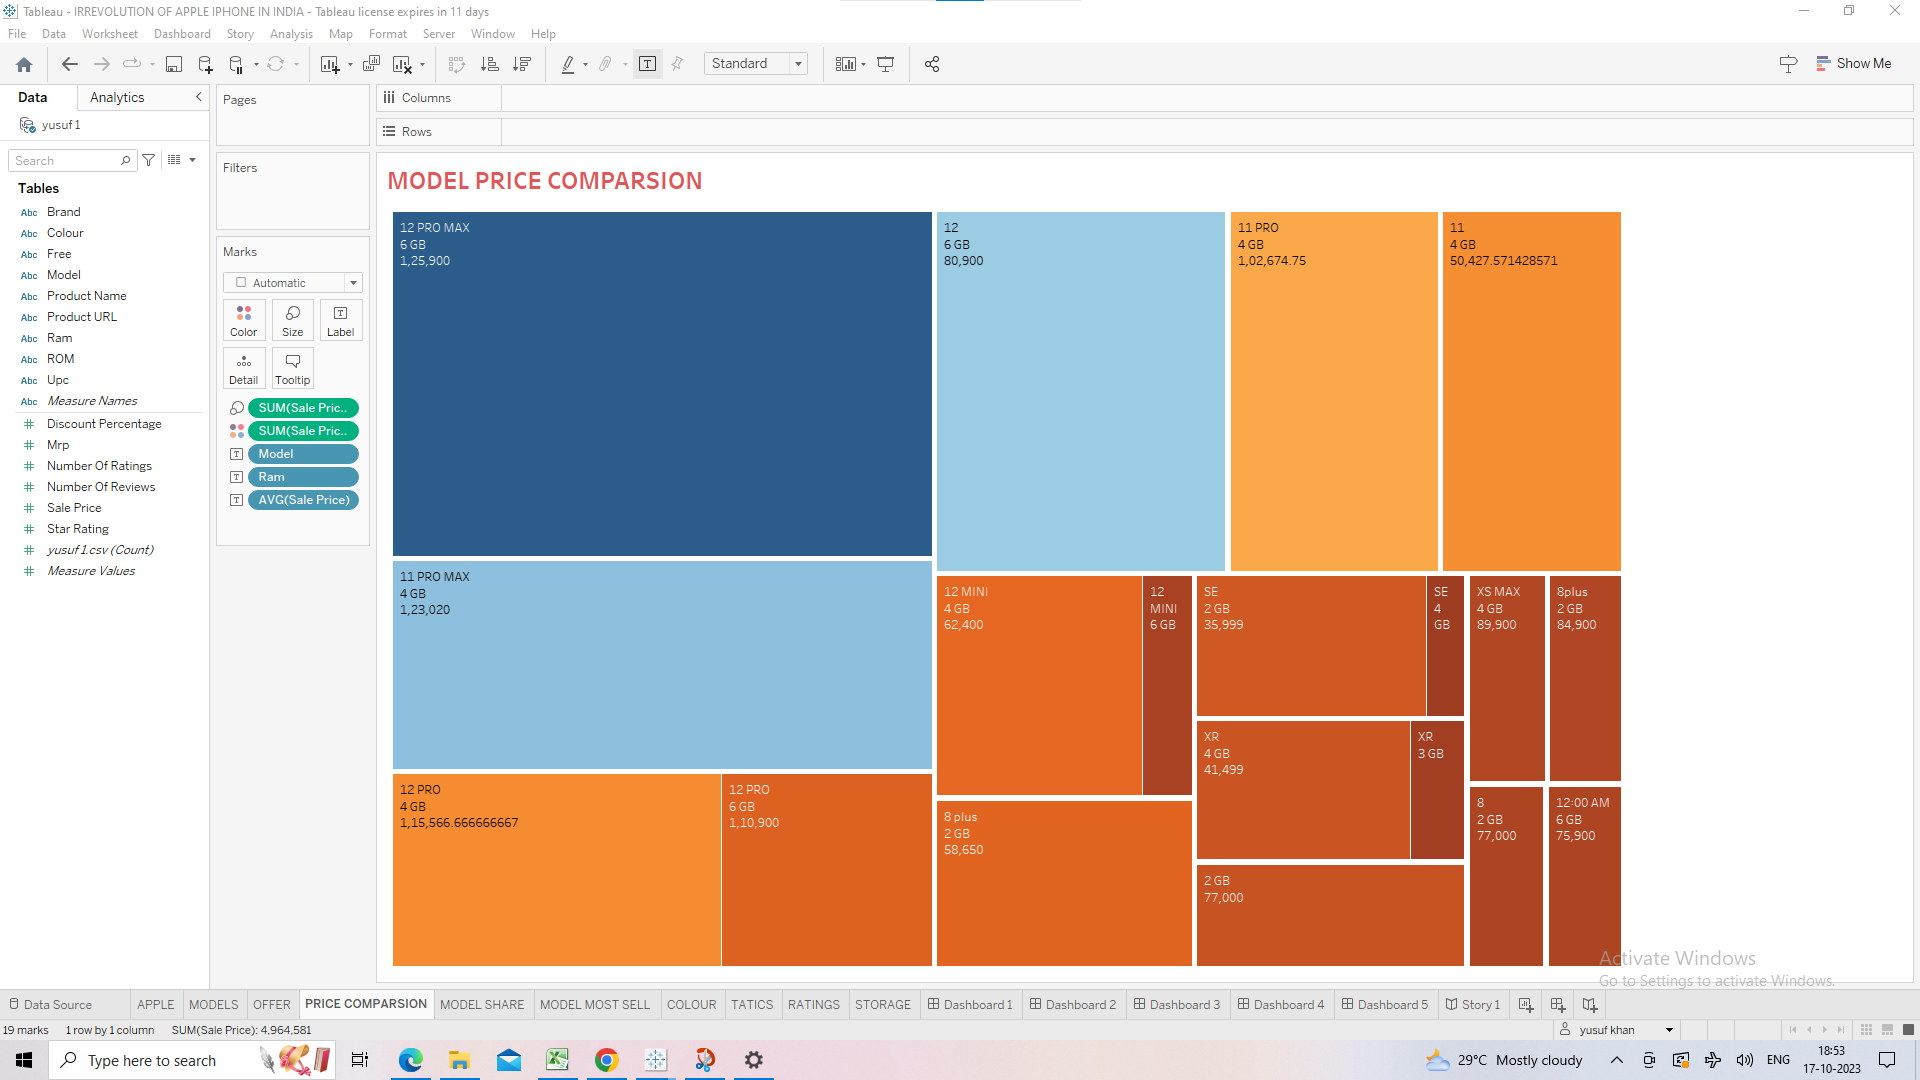 Tableau - IRREVOLUTION OF APPLE IPHONE IN INDIA - Tableau license expires in 11 days
File Data Worksheet Dashboard Story Analysis Map Format Server Window Help
Standard
Show Me
Data Analytics
yusuf 1
Search
Tables
Abc Brand
Abc Colour
Abc Free
Abc Model
Abc Product Name
Abc Product URL
Abc Ram
Abc ROM
Abc Upc
Abc Measure Names
Discount Percentage
Mrp
Number Of Ratings
Number Of Reviews
Sale Price
Star Rating
yusuf 1.csv (Count)
Measure Values
Pages
Filters
Marks
Automatic
Color Size Label
Detail Tooltip
SUM(Sale Pric..
SUM(Sale Pric..
Model
Ram
AVG(Sale Price)
Columns
Rows
MODEL PRICE COMPARSION
12 PRO MAX
6 GB
1,25,900
11 PRO MAX
4 GB
1,23,020
12 PRO
4 GB
1,15,566.666666667
12 PRO
6 GB
1,10,900
12
6 GB
80,900
11 PRO
4 GB
1,02,674.75
11
4 GB
50,427.571428571
12 MINI
4 GB
62,400
12
MINI
6 GB
8 plus
2 GB
58,650
SE
2 GB
35,999
SE
4
GB
XR
4 GB
41,499
XR
3 GB
2 GB
77,000
XS MAX
4 GB
89,900
8plus
2 GB
84,900
8
2 GB
77,000
12:00 AM
6 GB
75,900
Activate Windows
Go to Settings to activate Windows.
Data Source APPLE MODELS OFFER PRICE COMPARSION MODEL SHARE MODEL MOST SELL COLOUR TATICS RATINGS STORAGE Dashboard 1 Dashboard 2 Dashboard 3 Dashboard 4 Dashboard 5 Story 1
19 marks 1 row by 1 column SUM(Sale Price): 4,964,581
yusuf khan
Type here to search
29°C Mostly cloudy
ENG
18:53
17-10-2023